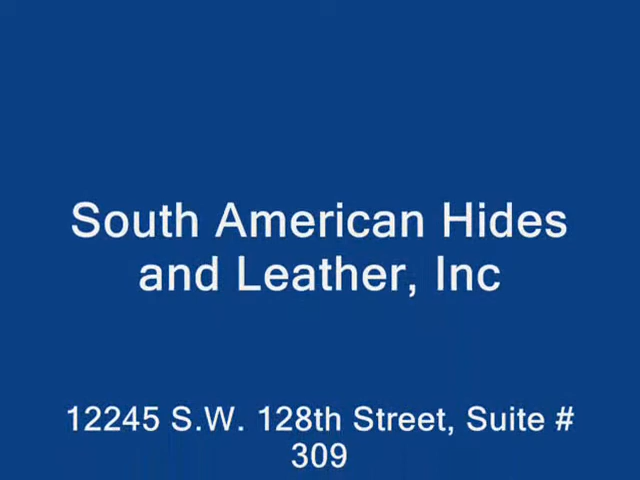 South American Hides
and Leather, Inc
12245 S.W. 128th Street, Suite #
309